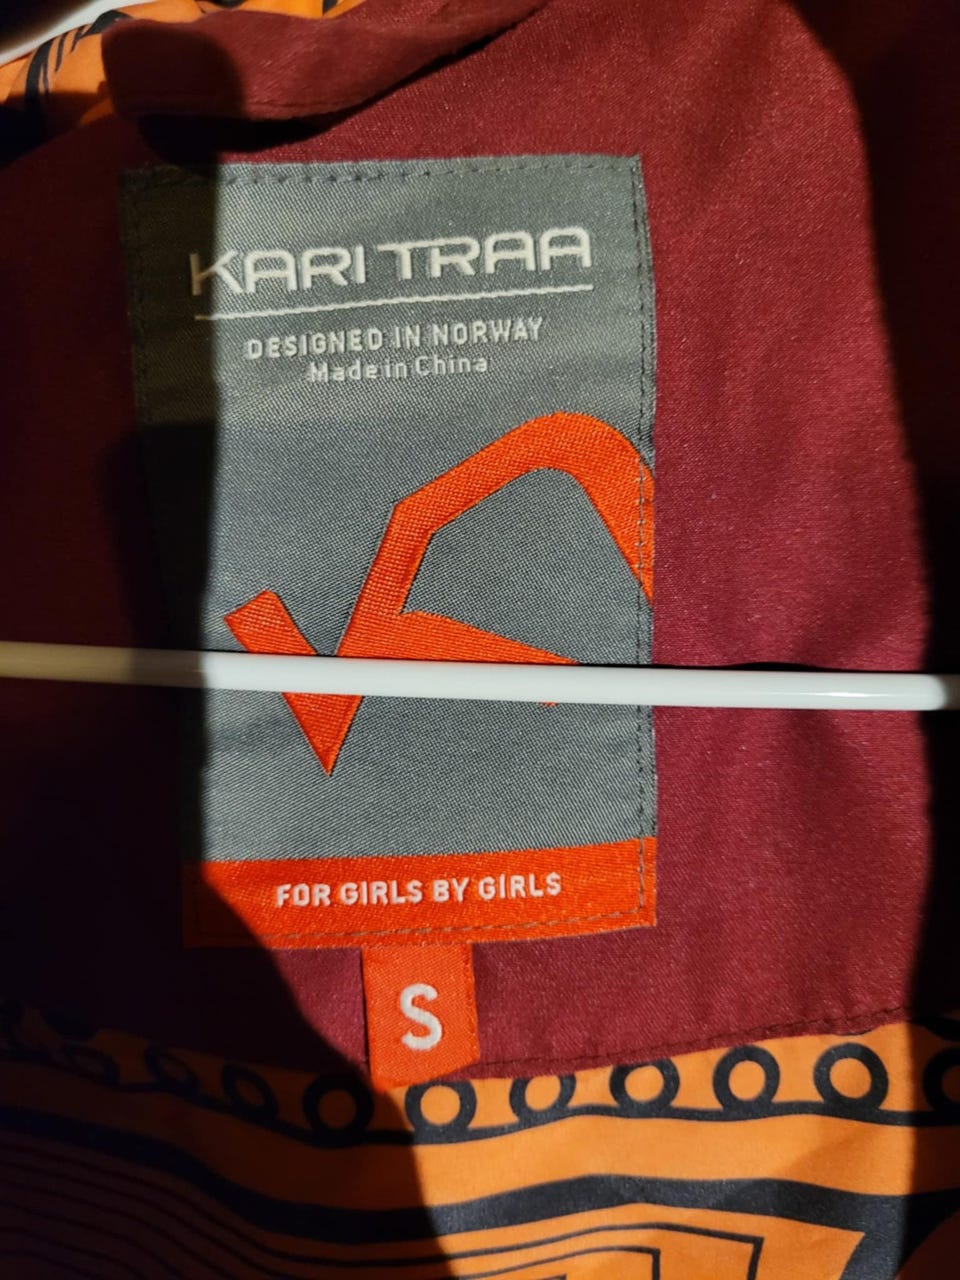 KARI TRAA
DESIGNED IN NORWAY
Made in China
FOR GIRLS BY GIRLS
S